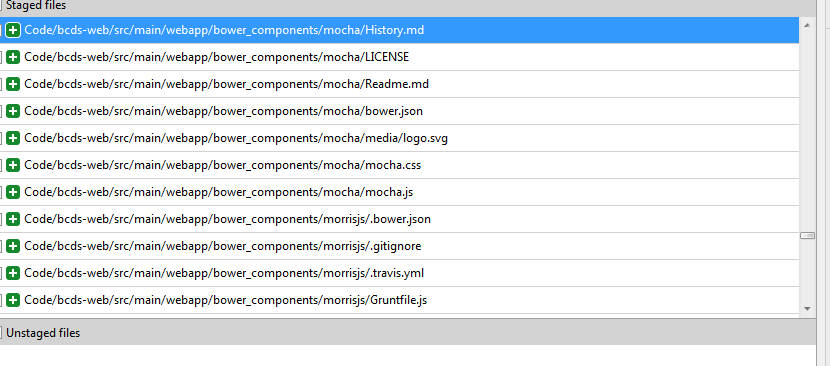 Staged files
Code/bcds-web/src/main/webapp/bower_components/mocha/History.md
Code/bcds-web/src/main/webapp/bower_components/mocha/LICENSE
Code/bcds-web/src/main/webapp/bower_components/mocha/Readme.md
Code/bcds-web/src/main/webapp/bower_components/mocha/bower.json
Code/bcds-web/src/main/webapp/bower_components/mocha/media/logo.svg
Code/bcds-web/src/main/webapp/bower_components/mocha/mocha.css
Code/bcds-web/src/main/webapp/bower_components/mocha/mocha.js
Code/bcds-web/src/main/webapp/bower_components/morrisjs/.bower.json
Code/bcds-web/src/main/webapp/bower_components/morrisjs/.gitignore
Code/bcds-web/src/main/webapp/bower_components/morrisjs/.travis.yml
Code/bcds-web/src/main/webapp/bower_components/morrisjs/Gruntfile.js
Unstaged files